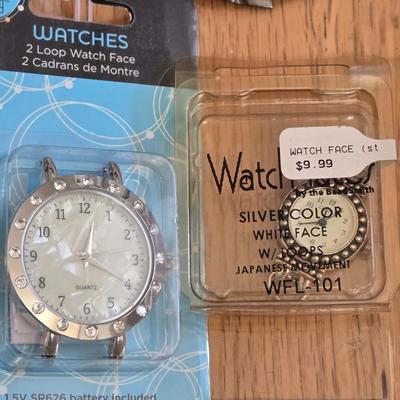 WATCHES
2 Loop Watch Face
2 Cadrans de Montre
12
1
2
3
4
5
6
7
8
9
10
11
QUARTZ
1.5V SR626 battery included
WATCH FACE (st
$9.99
Watch
by the BeadSmith
SILVER COLOR
WHITE FACE
W/ LOOPS
JAPANESE MOVEMENT
WFL-101